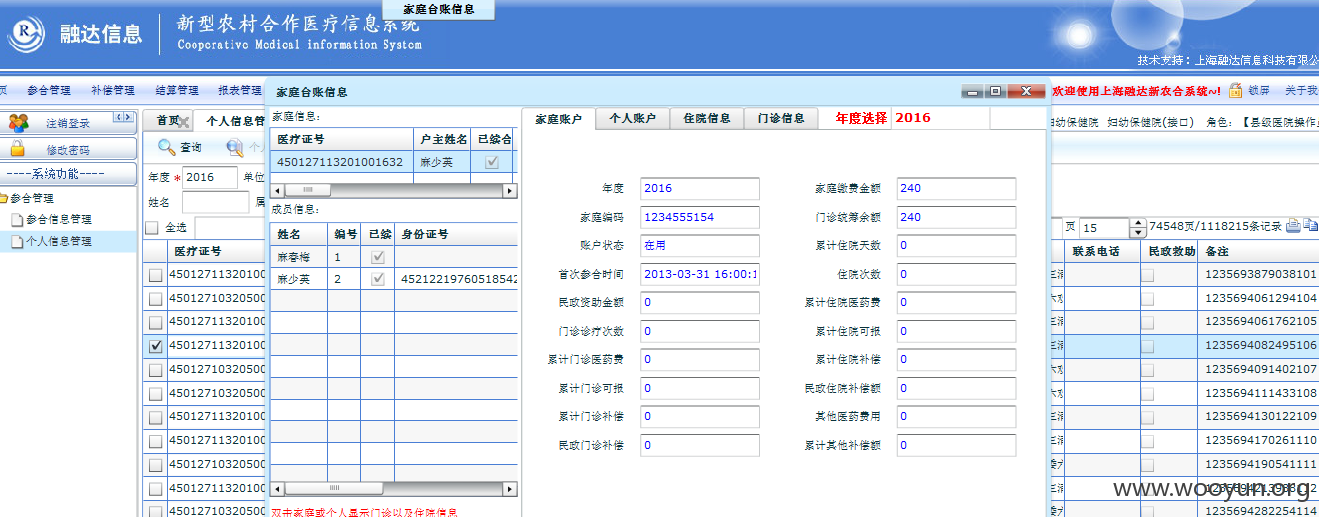 家庭台账信息
融达信息
新型农村合作医疗信息系统
Cooprative Medical information System
技术支持：上海融达信息科技有限公
页 参合管理 补偿管理 结算管理 报表管理
欢迎使用上海融达新农合系统~! 锁屏 关于我
注销登录
修改密码
----系统功能----
参合管理
参合信息管理
个人信息管理
首页 个人信息管
妇幼保健院 妇幼保健院(接口) 角色: 【县级医院操作
查询 个
年度 * 2016 单位
姓名
全选
医疗证号
45012711320100
45012710320500
45012711320100
45012711320100
45012710320500
45012710320500
45012711320100
45012711320100
45012710320500
45012711320100
45012710320500
家庭台账信息
家庭信息:
医疗证号 户主姓名 已续合
450127113201001632 麻少英
成员信息:
姓名 编号 已续 身份证号
麻春梅 1
麻少英 2 45212219760518542
双击家庭或个人显示门诊以及住院信息
家庭账户 个人账户 住院信息 门诊信息 年度选择 2016
年度 2016 家庭缴费金额 240
家庭编码 1234555154 门诊统筹余额 240
账户状态 在用 累计住院天数 0
首次参合时间 2013-03-31 16:00:1 住院次数 0
民政资助金额 0 累计住院医药费 0
门诊诊疗次数 0 累计住院可报 0
累计门诊医药费 0 累计住院补偿 0
累计门诊可报 0 民政住院补偿额 0
累计门诊补偿 0 其他医药费用 0
民政门诊补偿 0 累计其他补偿额 0
页 15 74548页/1118215条记录
联系电话 民政救助 备注
1235693879038101
1235694061294104
1235694061762105
1235694082495106
1235694091402107
1235694111433108
1235694130122109
1235694170261110
1235694190541111
1235694282254114
www.wooyun.org